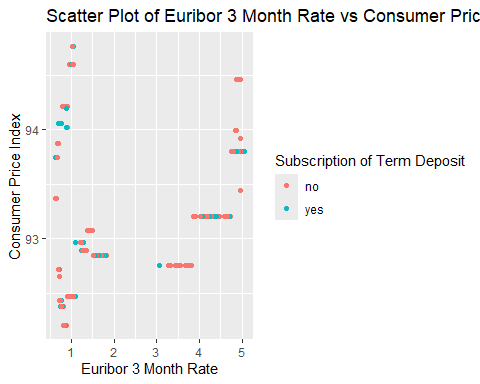 Scatter Plot of Euribor 3 Month Rate vs Consumer Pric
94
93
Consumer Price Index
1 2 3 4 5
Euribor 3 Month Rate
Subscription of Term Deposit
no
yes